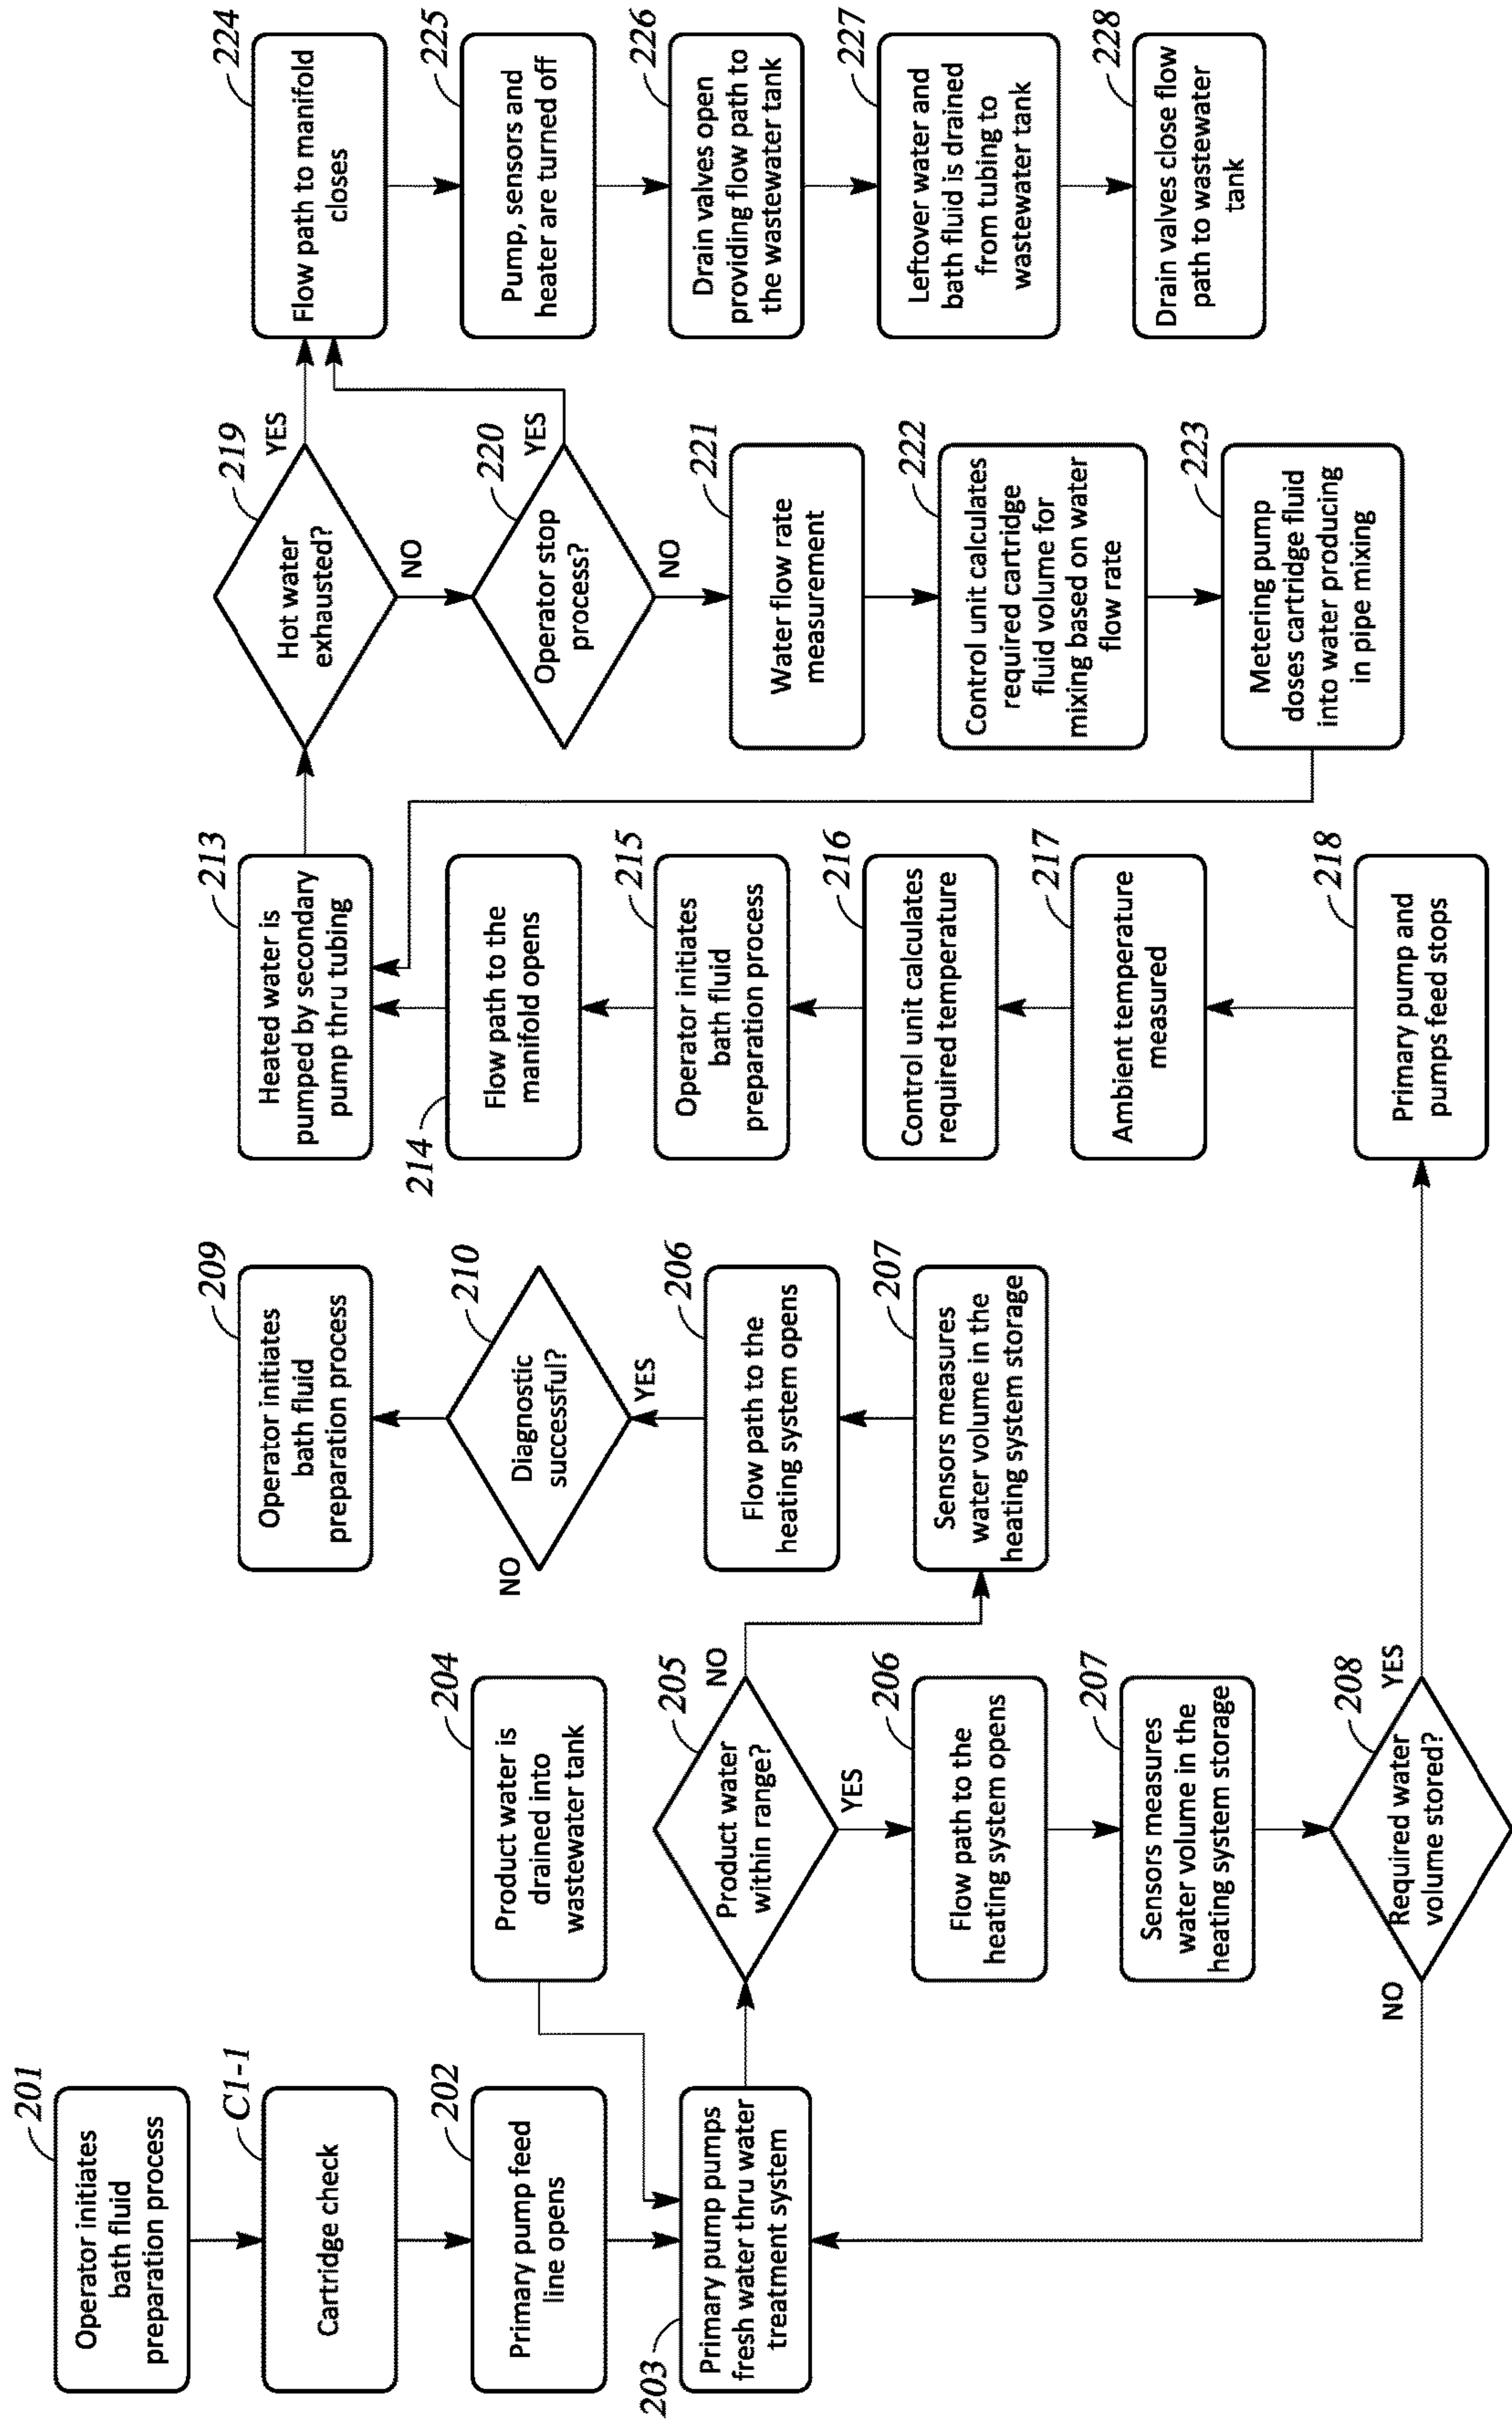 201
Operator initiates
bath fluid
preparation process
C1-1
Cartridge check
202
Primary pump feed
line opens
203
Primary pump pumps
fresh water thru water
treatment system
204
Product water is
drained into
wastewater tank
205
Product water
within range?
NO
YES
206
Flow path to the
heating system opens
207
Sensors measures
water volume in the
heating system storage
208
Required water
volume stored?
NO
YES
209
Operator initiates
bath fluid
preparation process
210
Diagnostic
successful?
NO
YES
206
Flow path to the
heating system opens
207
Sensors measures
water volume in the
heating system storage
213
Heated water is
pumped by secondary
pump thru tubing
214
Flow path to the
manifold opens
215
Operator initiates
bath fluid
preparation process
216
Control unit calculates
required temperature
217
Ambient temperature
measured
218
Primary pump and
pumps feed stops
219
Hot water
exhausted?
YES
NO
220
Operator stop
process?
YES
NO
221
Water flow rate
measurement
222
Control unit calculates
required cartridge
fluid volume for
mixing based on water
flow rate
223
Metering pump
doses cartridge fluid
into water producing
in pipe mixing
224
Flow path to manifold
closes
225
Pump, sensors and
heater are turned off
226
Drain valves open
providing flow path to
the wastewater tank
227
Leftover water and
bath fluid is drained
from tubing to
wastewater tank
228
Drain valves close flow
path to wastewater
tank